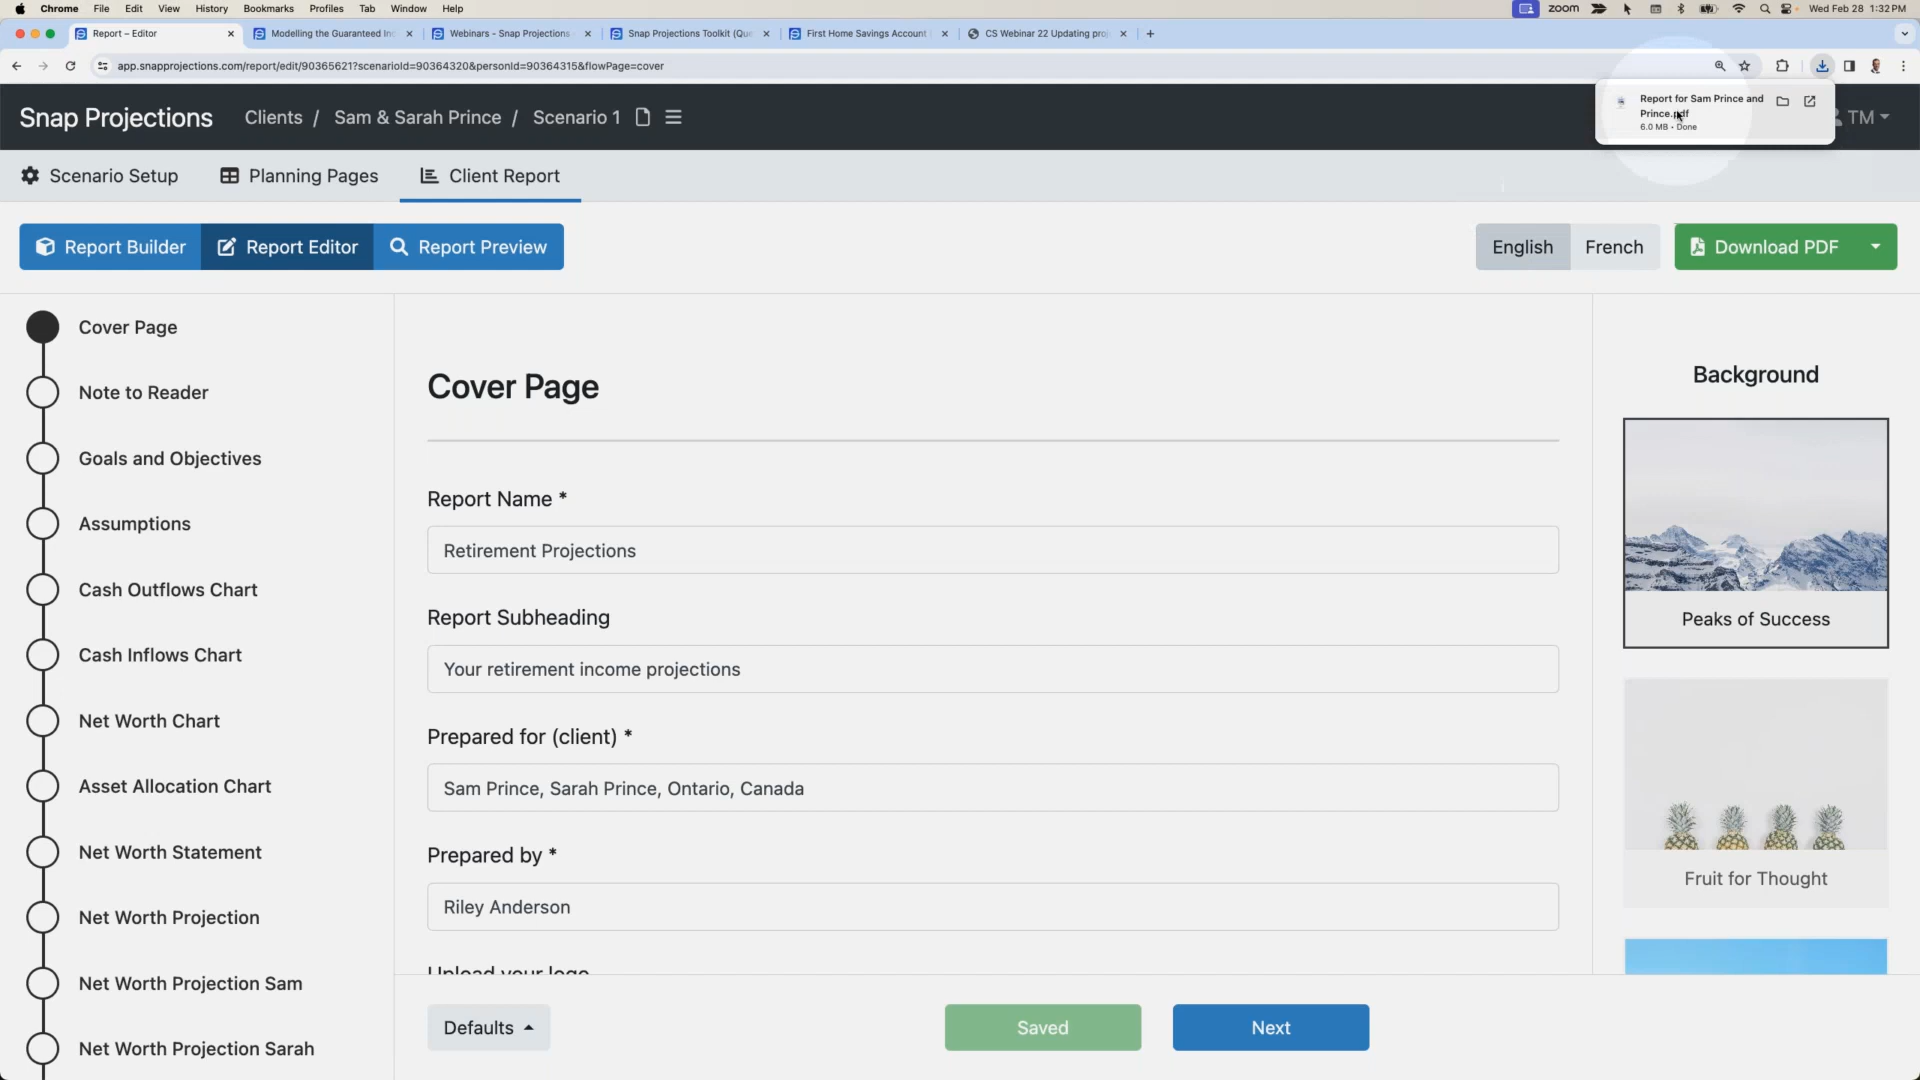 Chrome File Edit View History Bookmarks Profiles Tab Window Help zoom Wed Feb 28 1:32 PM
Report – Editor Modelling the Guaranteed In Webinars - Snap Projections Snap Projections Toolkit (Que First Home Savings Account CS Webinar 22 Updating proj
app.snapprojections.com/report/edit/90365621?scenarioId=90364320&personId=90364315&flowPage=cover
Report for Sam Prince and
Prince.pdf
6.0 MB • Done
Snap Projections Clients / Sam & Sarah Prince / Scenario 1 TM
Scenario Setup Planning Pages Client Report
Report Builder Report Editor Report Preview English French Download PDF
Cover Page
Note to Reader
Goals and Objectives
Assumptions
Cash Outflows Chart
Cash Inflows Chart
Net Worth Chart
Asset Allocation Chart
Net Worth Statement
Net Worth Projection
Net Worth Projection Sam
Net Worth Projection Sarah
Cover Page
Report Name *
Retirement Projections
Report Subheading
Your retirement income projections
Prepared for (client) *
Sam Prince, Sarah Prince, Ontario, Canada
Prepared by *
Riley Anderson
Upload your logo
Defaults Saved Next
Background
Peaks of Success
Fruit for Thought